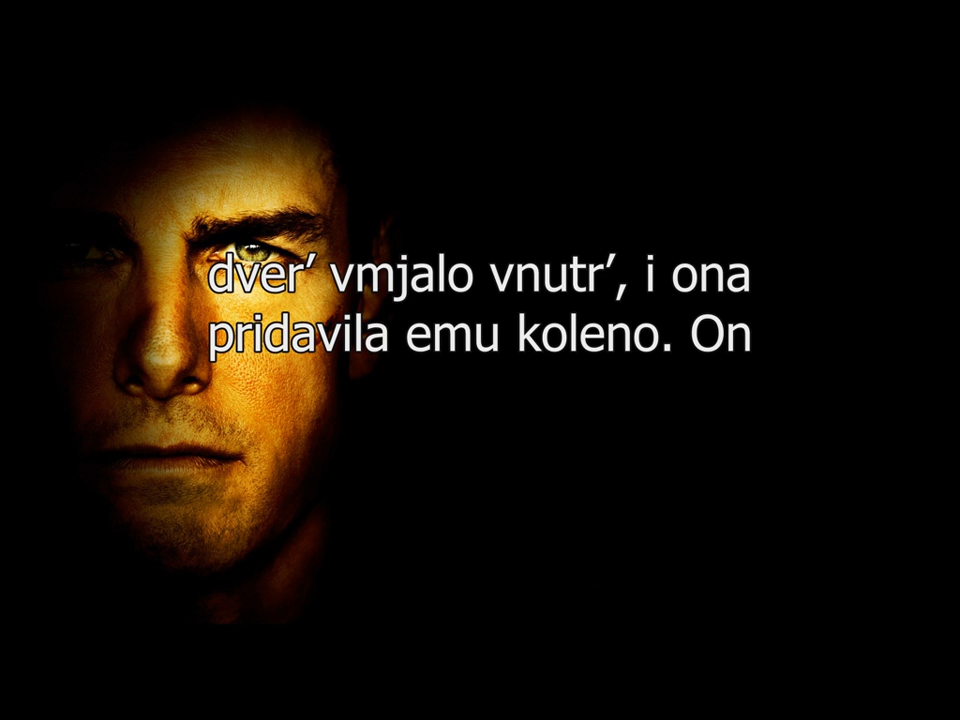 dver’ vmjalo vnutr’, i ona
pridavila emu koleno. On